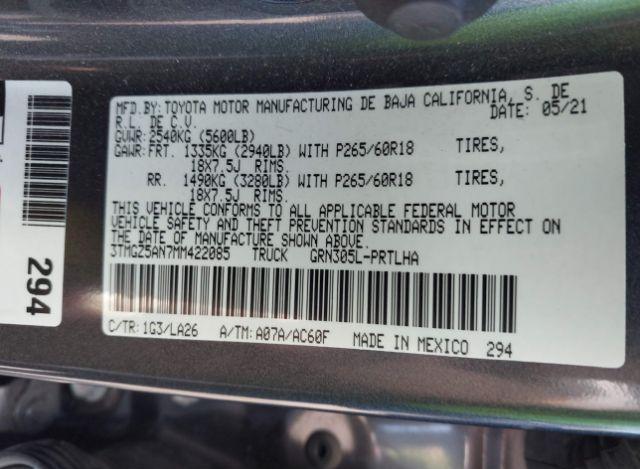 MFD.BY: TOYOTA MOTOR MANUFACTURING DE BAJA CALIFORNIA, S. DE
R.L. DE C.V. DATE: 05/21
GVWR: 2540KG (5600LB)
GAWR: FRT. 1335KG (2940LB) WITH P265/60R18 TIRES,
18X7.5J RIMS.
RR. 1490KG (3280LB) WITH P265/60R18 TIRES,
18X7.5J RIMS.
THIS VEHICLE CONFORMS TO ALL APPLICABLE FEDERAL MOTOR
VEHICLE SAFETY AND THEFT PREVENTION STANDARDS IN EFFECT ON
THE DATE OF MANUFACTURE SHOWN ABOVE.
3TMGZ5AN7MM422085 TRUCK GRN305L-PRTLHA
C/TR: 1G3/LA26 A/TM: A07A/AC60F MADE IN MEXICO 294
294